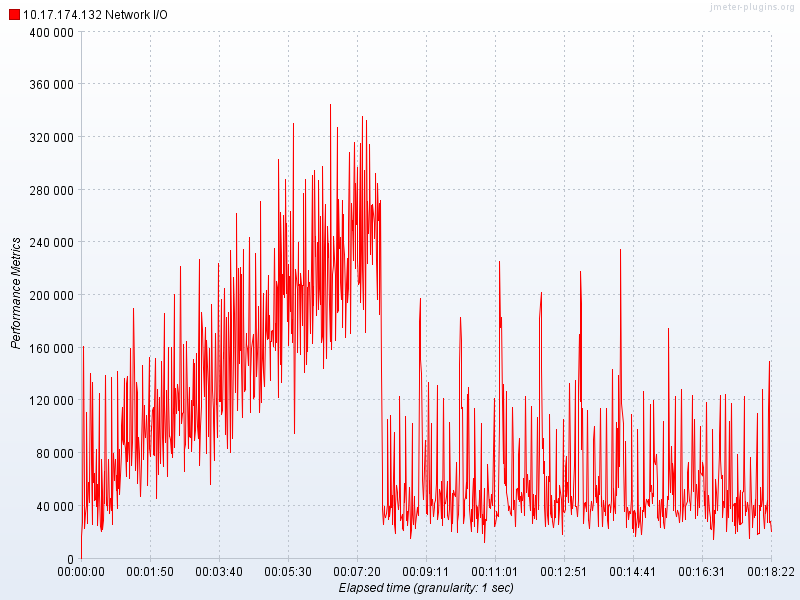 jmeter-plugins.org
10.17.174.132 Network I/O
400 000
360 000
320 000
280 000
240 000
200 000
160 000
120 000
80 000
40 000
0
Performance Metrics
00:00:00 00:01:50 00:03:40 00:05:30 00:07:20 00:09:11 00:11:01 00:12:51 00:14:41 00:16:31 00:18:22
Elapsed time (granularity: 1 sec)